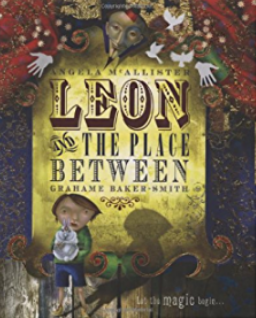 ANGELA McALLISTER
LEON
AND THE PLACE
BETWEEN
GRAHAME BAKER-SMITH
Let the magic begin...